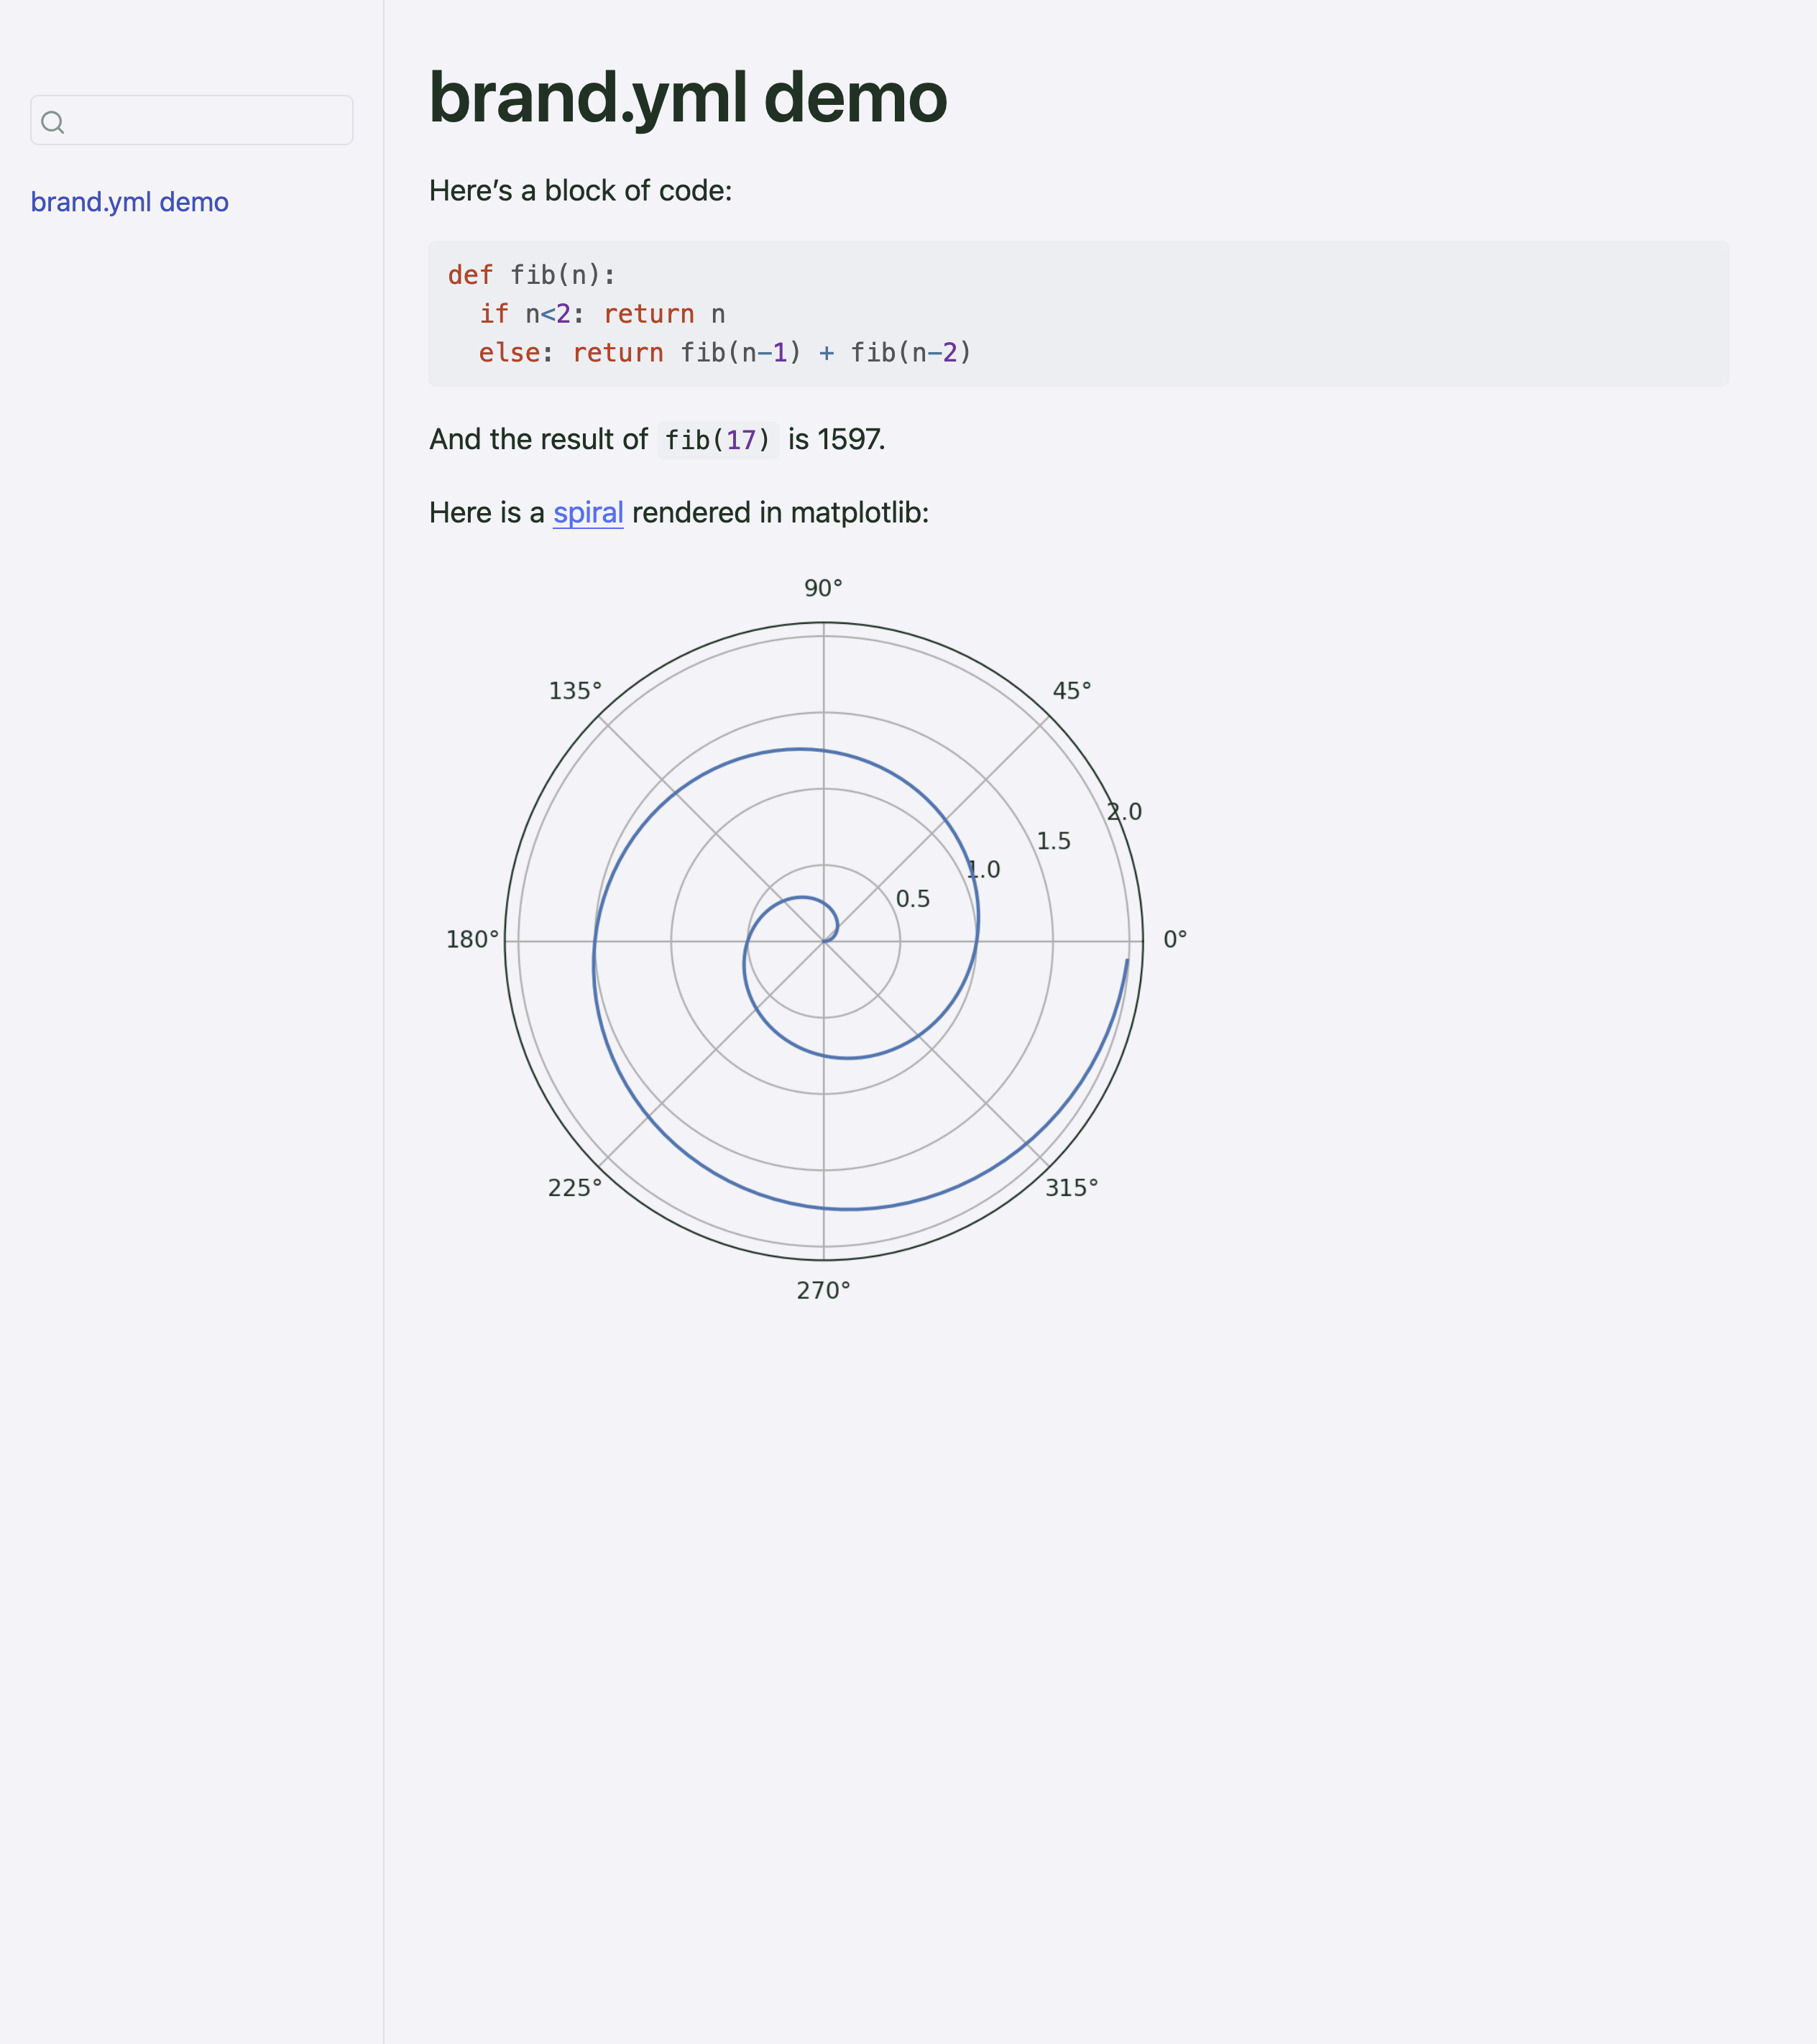 brand.yml demo
brand.yml demo
Here’s a block of code:
def fib(n):
  if n<2: return n
  else: return fib(n-1) + fib(n-2)
And the result of fib(17) is 1597.
Here is a spiral rendered in matplotlib:
90°
135°
45°
2.0
1.5
1.0
0.5
180°
0°
225°
315°
270°